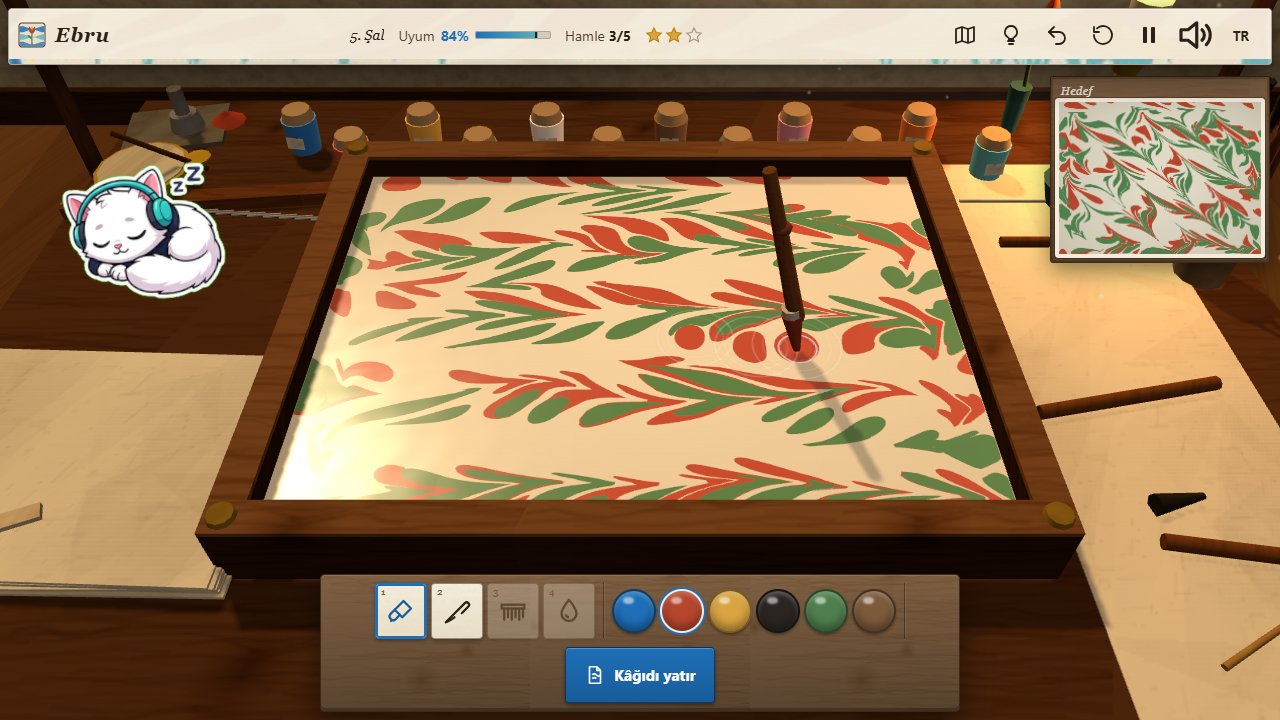 Ebru
5. Şal
Uyum 84%
Hamle 3/5
TR
Hedef
z z Z
1
2
3
4
Kâğıdı yatır